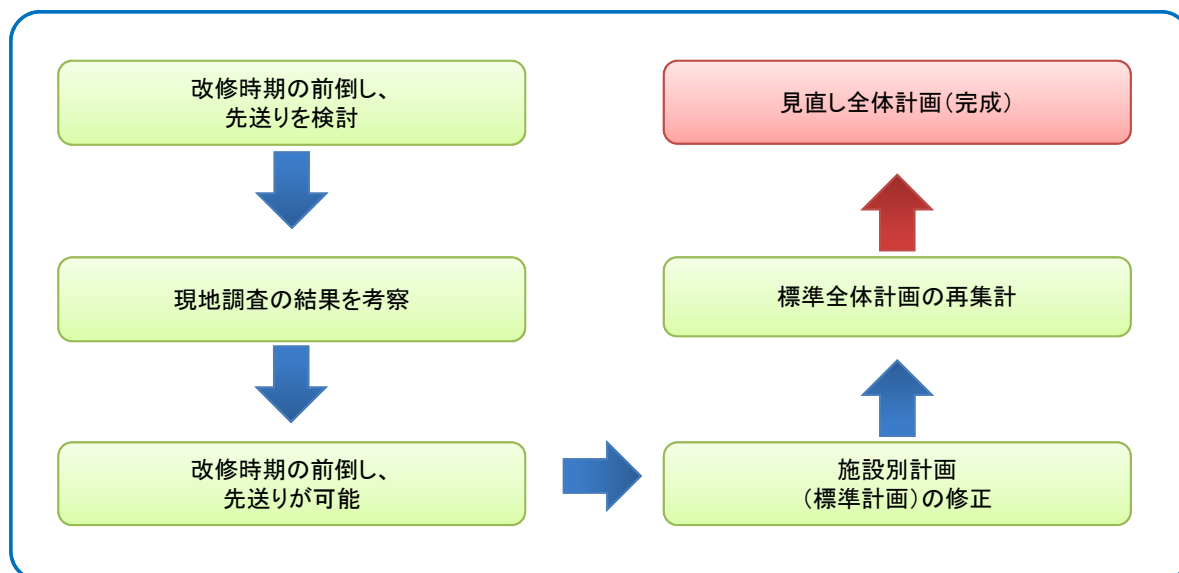 改修時期の前倒し、
先送りを検討
現地調査の結果を考察
改修時期の前倒し、
先送りが可能
施設別計画
（標準計画）の修正
標準全体計画の再集計
見直し全体計画（完成）